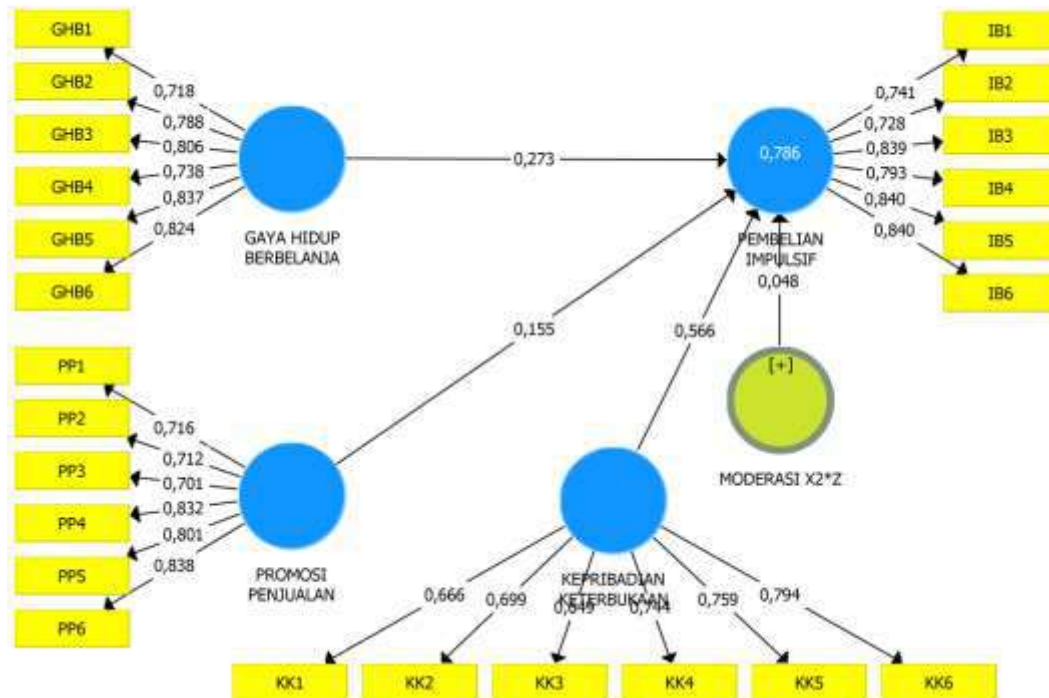 GHB1
GHB2
GHB3
GHB4
GHB5
GHB6
0,718
0,788
0,806
0,738
0,837
0,824
GAYA HIDUP
BERBELANJA
0,273
0,786
PEMBELIAN
IMPULSIF
0,741
0,728
0,839
0,793
0,840
0,840
IB1
IB2
IB3
IB4
IB5
IB6
0,048
[+]
MODERASI X2*Z
0,155
0,566
PP1
PP2
PP3
PP4
PP5
PP6
0,716
0,712
0,701
0,832
0,801
0,838
PROMOSI
PENJUALAN
KEPRIBADIAN
KETERBUKAAN
0,666
0,699
0,649
0,744
0,759
0,794
KK1
KK2
KK3
KK4
KK5
KK6